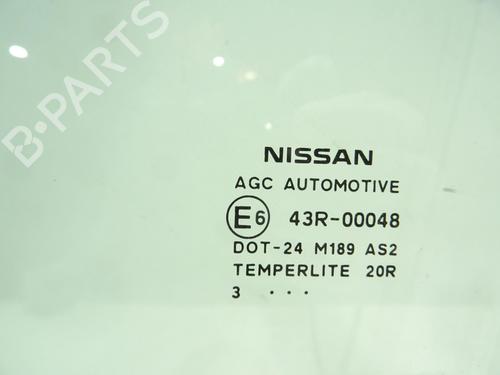 B-PARTS
NISSAN
AGC AUTOMOTIVE
E6 43R-00048
DOT-24 M189 AS2
TEMPERLITE 20R
3 ...